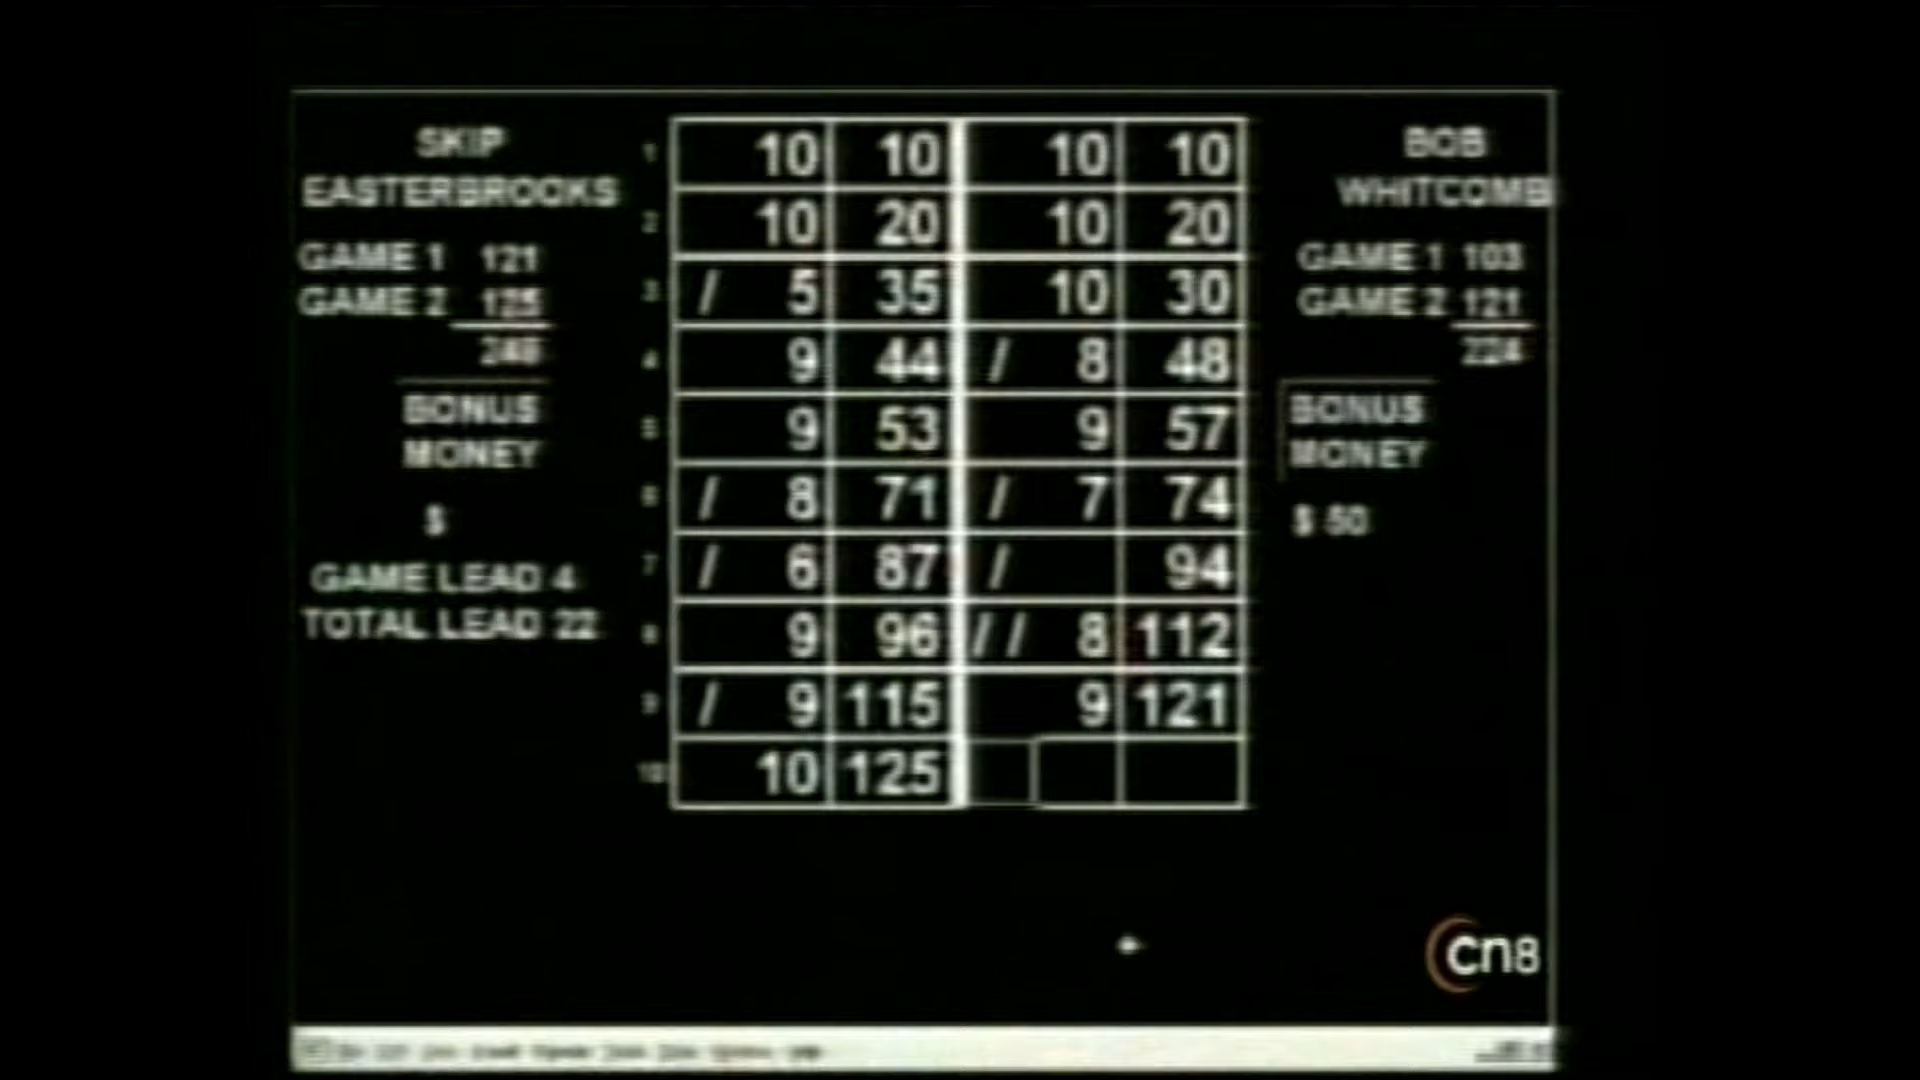 SKIP
EASTERBROOKS
GAME 1 121
GAME 2 125
246
BONUS
MONEY
$
GAME LEAD 4
TOTAL LEAD 22
1 10 10 10 10
2 10 20 10 20
3 / 5 35 10 30
4 9 44 / 8 48
5 9 53 9 57
6 / 8 71 / 7 74
7 / 6 87 / 94
8 9 96 // 8 112
9 / 9 115 9 121
10 10 125
BOB
WHITCOMB
GAME 1 103
GAME 2 121
224
BONUS
MONEY
$ 50
cn8